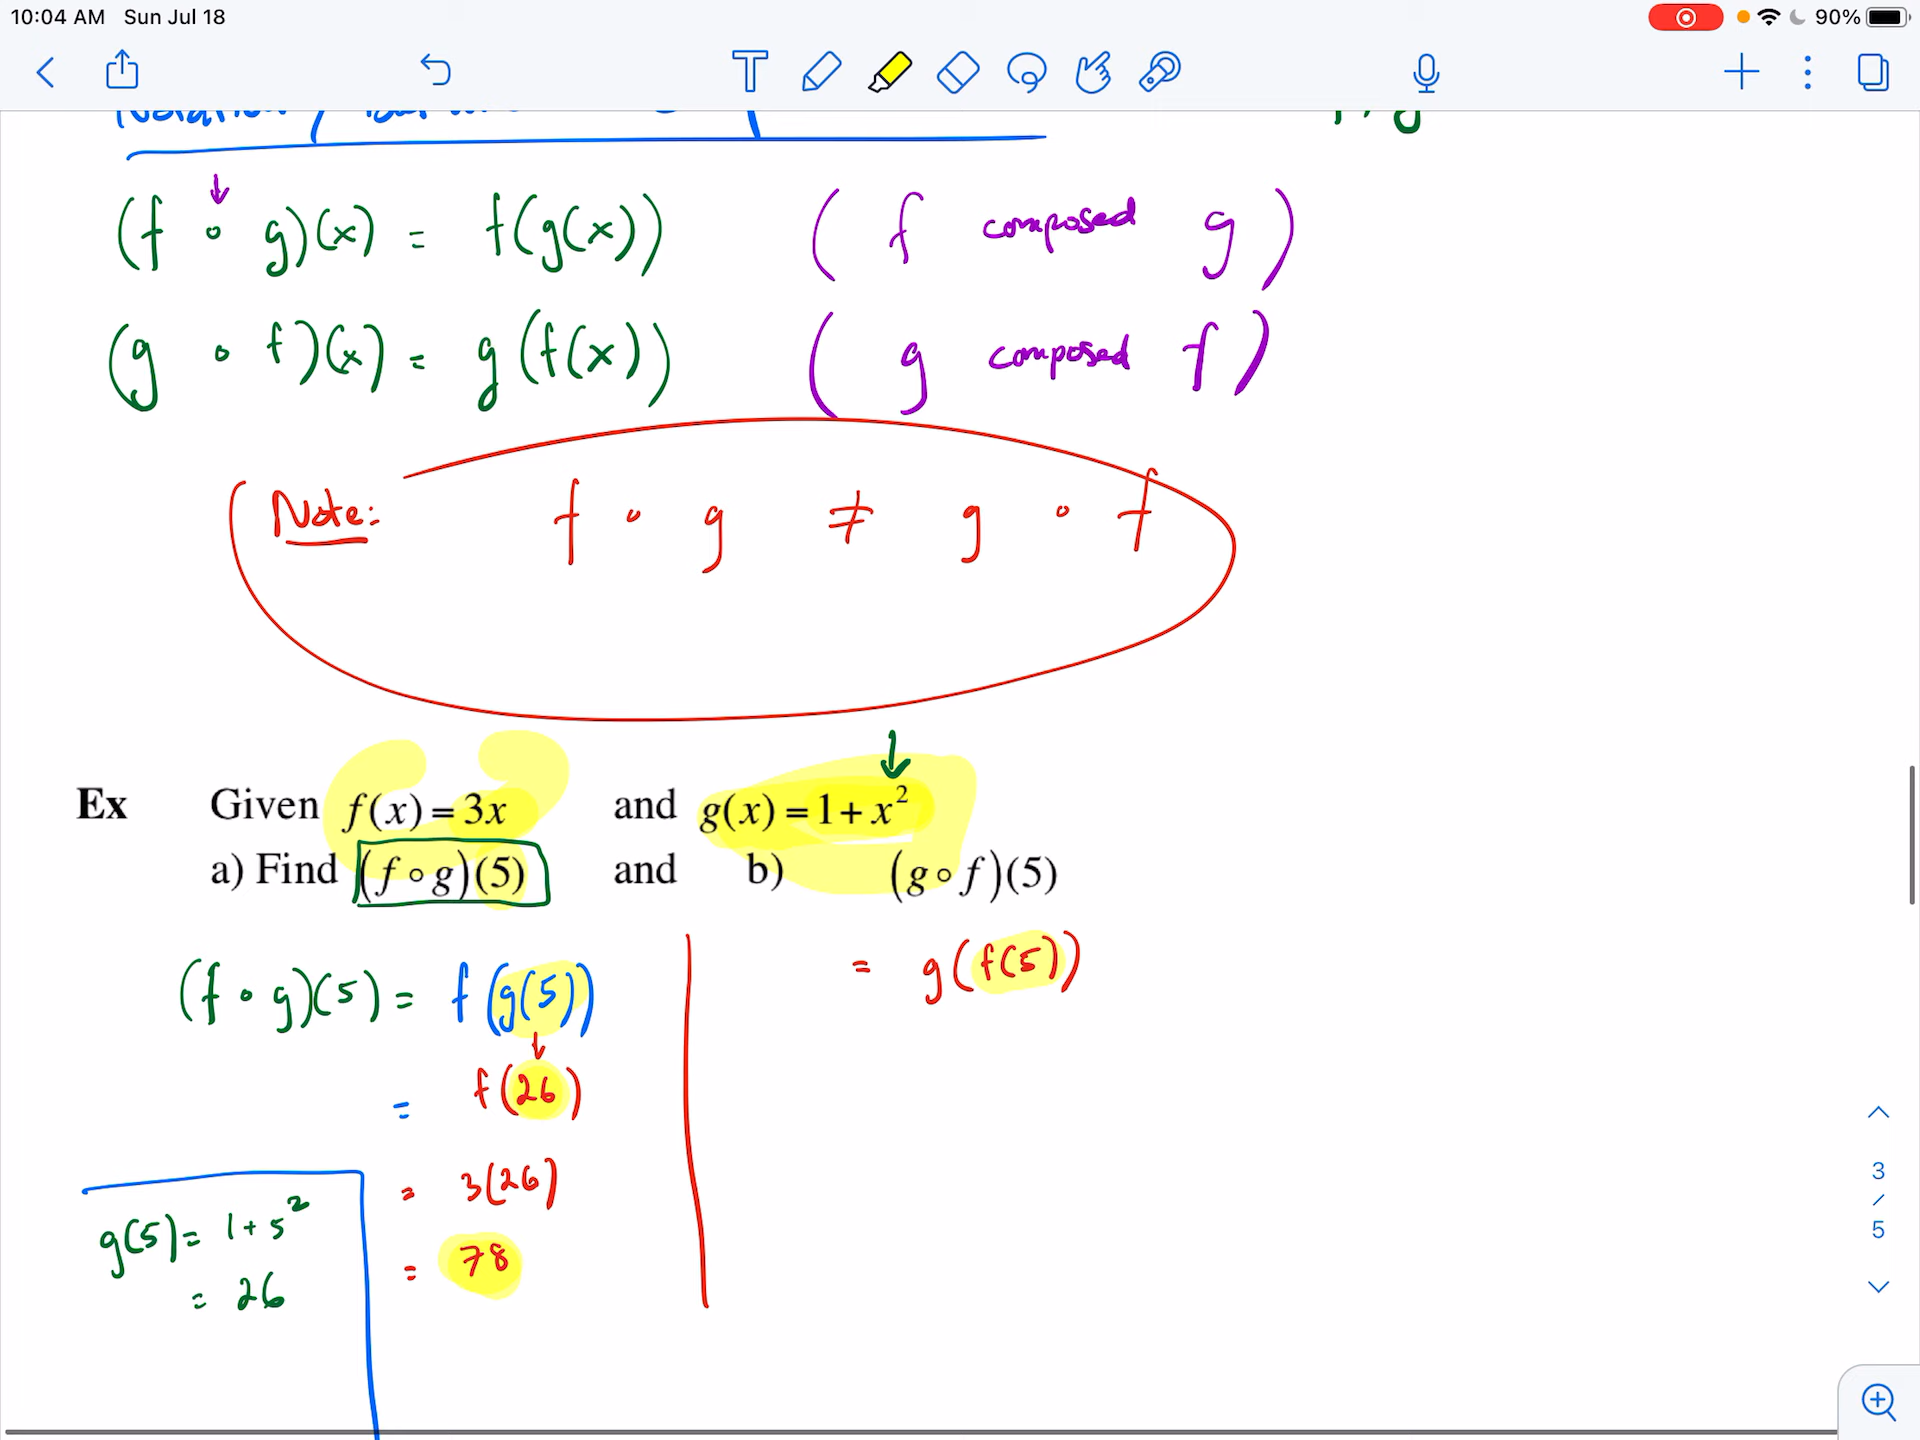 10:04 AM Sun Jul 18
90%
(f ∘ g)(x) = f(g(x)) ( f composed g )
(g ∘ f)(x) = g(f(x)) ( g composed f )
Note: f ∘ g ≠ g ∘ f
Ex Given f(x) = 3x and g(x) = 1 + x²
a) Find (f ∘ g)(5) and b) (g ∘ f)(5)
(f ∘ g)(5) = f(g(5))
= f(26)
= 3(26)
= 78
g(5) = 1 + 5²
= 26
= g(f(5))
3
/
5